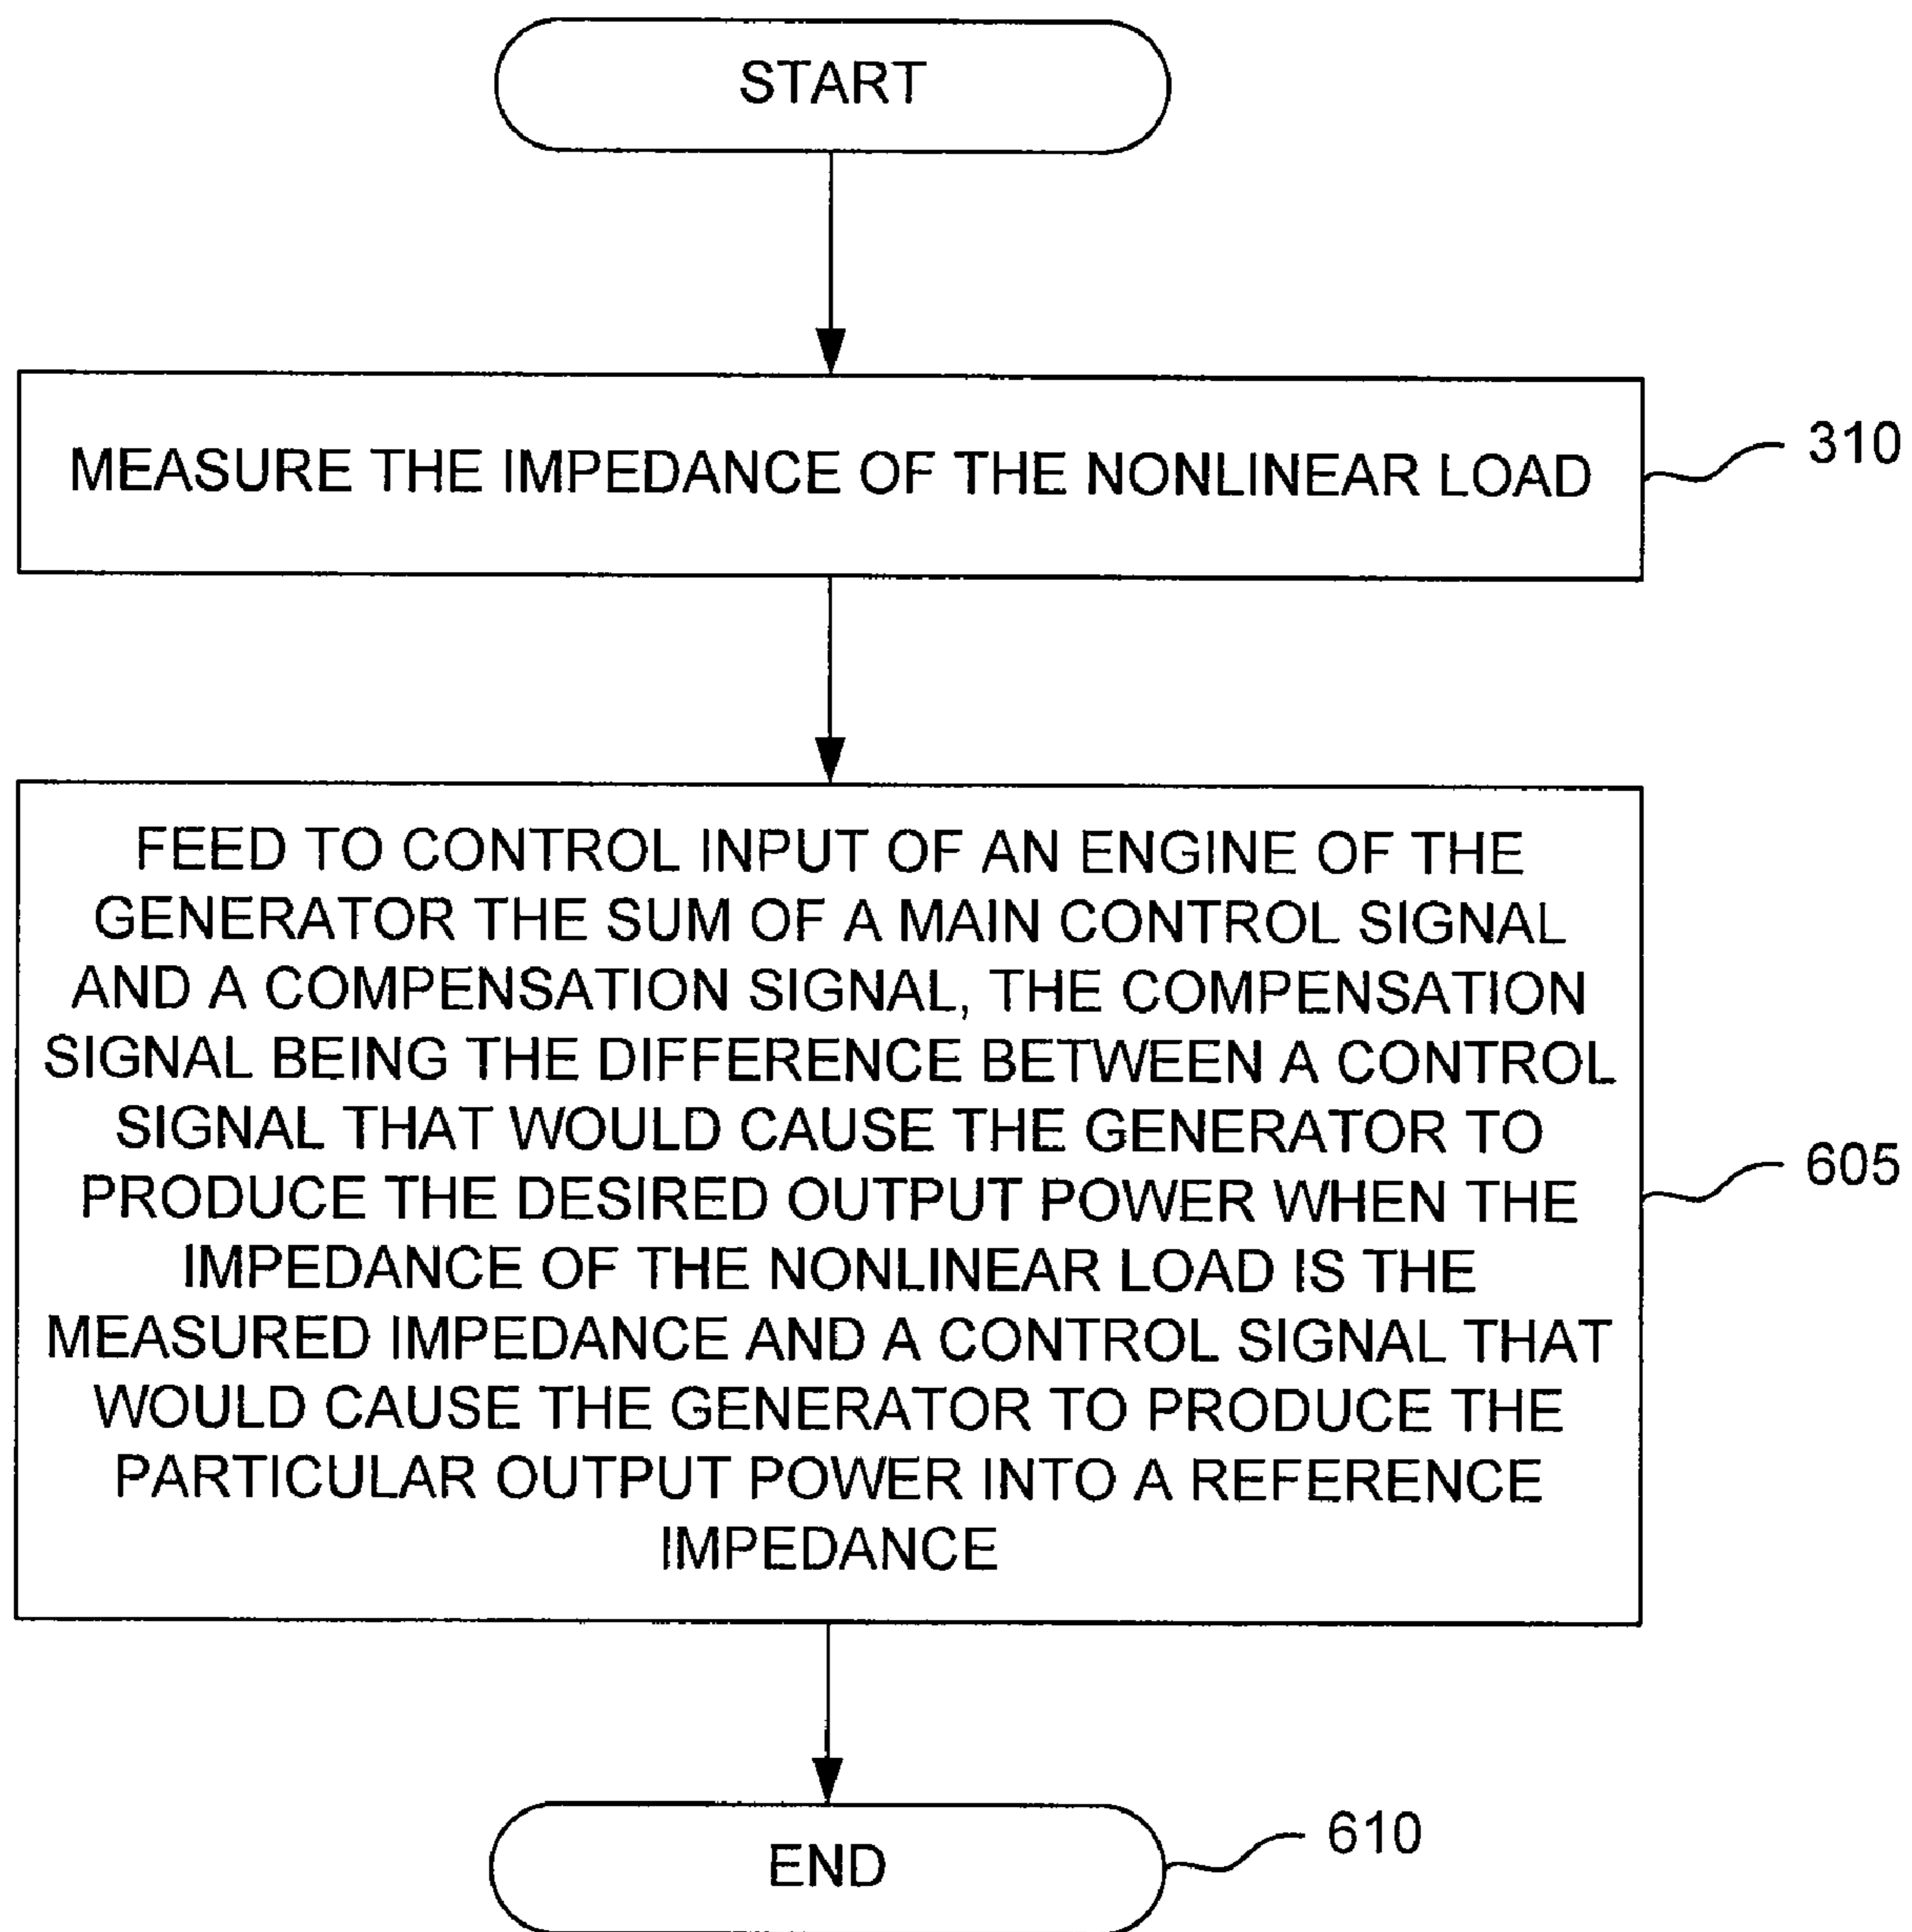 START
MEASURE THE IMPEDANCE OF THE NONLINEAR LOAD
310
FEED TO CONTROL INPUT OF AN ENGINE OF THE
GENERATOR THE SUM OF A MAIN CONTROL SIGNAL
AND A COMPENSATION SIGNAL, THE COMPENSATION
SIGNAL BEING THE DIFFERENCE BETWEEN A CONTROL
SIGNAL THAT WOULD CAUSE THE GENERATOR TO
PRODUCE THE DESIRED OUTPUT POWER WHEN THE
IMPEDANCE OF THE NONLINEAR LOAD IS THE
MEASURED IMPEDANCE AND A CONTROL SIGNAL THAT
WOULD CAUSE THE GENERATOR TO PRODUCE THE
PARTICULAR OUTPUT POWER INTO A REFERENCE
IMPEDANCE
605
END
610